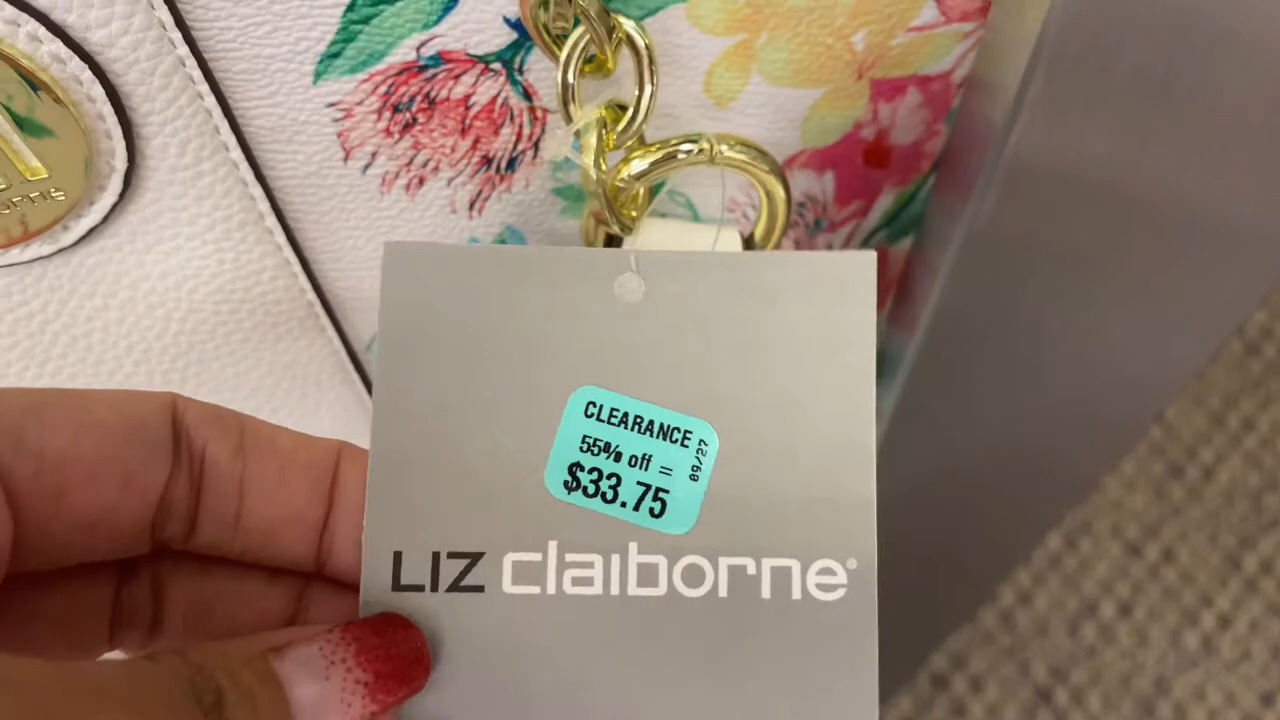 CLEARANCE
55% off =
$33.75
09/27
LIZ claiborne®